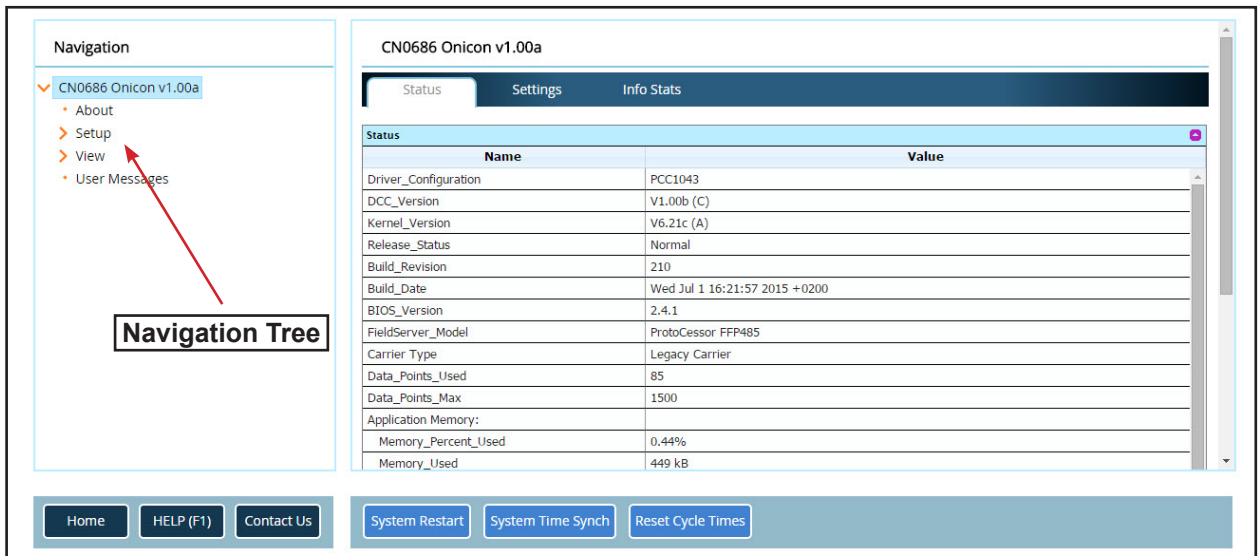 Navigation
CN0686 Onicon v1.00a
About
Setup
View
User Messages
Navigation Tree
CN0686 Onicon v1.00a
Status Settings Info Stats
Status
Name Value
Driver_Configuration PCC1043
DCC_Version V1.00b (C)
Kernel_Version V6.21c (A)
Release_Status Normal
Build_Revision 210
Build_Date Wed Jul 1 16:21:57 2015 +0200
BIOS_Version 2.4.1
FieldServer_Model ProtoCessor FFP485
Carrier Type Legacy Carrier
Data_Points_Used 85
Data_Points_Max 1500
Application Memory:
Memory_Percent_Used 0.44%
Memory_Used 449 kB
Home HELP (F1) Contact Us
System Restart System Time Synch Reset Cycle Times